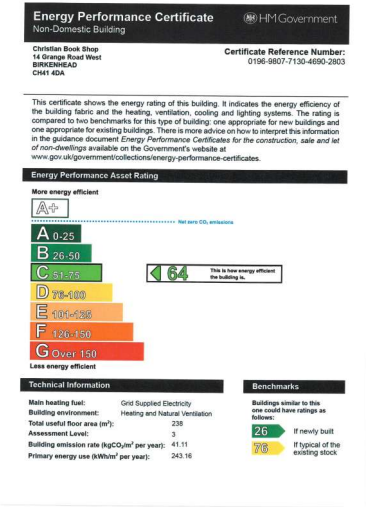 Energy Performance Certificate
HM Government
Non-Domestic Building
Christian Book Shop
14 Grange Road West
BIRKENHEAD
CH41 4DA
Certificate Reference Number:
0196-9807-7130-4690-2803
This certificate shows the energy rating of this building. It indicates the energy efficiency of
the building fabric and the heating, ventilation, cooling and lighting systems. The rating is
compared to two benchmarks for this type of building: one appropriate for new buildings and
one appropriate for existing buildings. There is more advice on how to interpret this information
in the guidance document Energy Performance Certificates for the construction, sale and let
of non-dwellings available on the Government's website at
www.gov.uk/government/collections/energy-performance-certificates.
Energy Performance Asset Rating
More energy efficient
A+
Net zero CO₂ emissions
A 0-25
B 26-50
C 51-75
64
This is how energy efficient
the building is.
D 76-100
E 101-125
F 126-150
G Over 150
Less energy efficient
Technical Information
Main heating fuel: Grid Supplied Electricity
Building environment: Heating and Natural Ventilation
Total useful floor area (m²): 238
Assessment Level: 3
Building emission rate (kgCO₂/m² per year): 41.11
Primary energy use (kWh/m² per year): 243.16
Benchmarks
Buildings similar to this
one could have ratings as
follows:
26 If newly built
76 If typical of the
existing stock